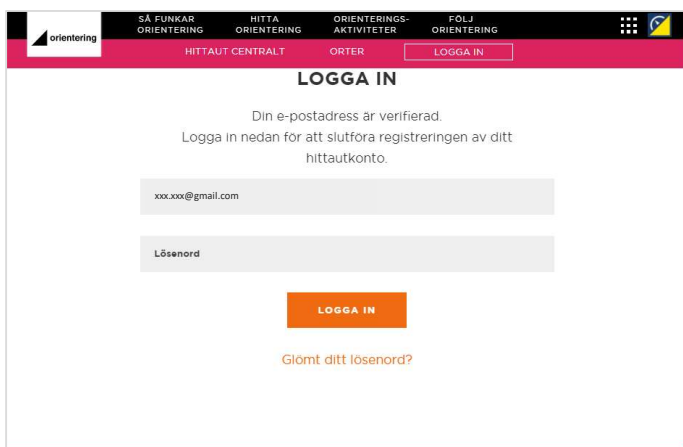 orientering
SÅ FUNKAR
ORIENTERING
HITTA
ORIENTERING
ORIENTERINGS-
AKTIVITETER
FÖLJ
ORIENTERING
HITTAUT CENTRALT ORTER LOGGA IN
LOGGA IN
Din e-postadress är verifierad.
Logga in nedan för att slutföra registreringen av ditt
hittautkonto.
xxx.xxx@gmail.com
Lösenord
LOGGA IN
Glömt ditt lösenord?